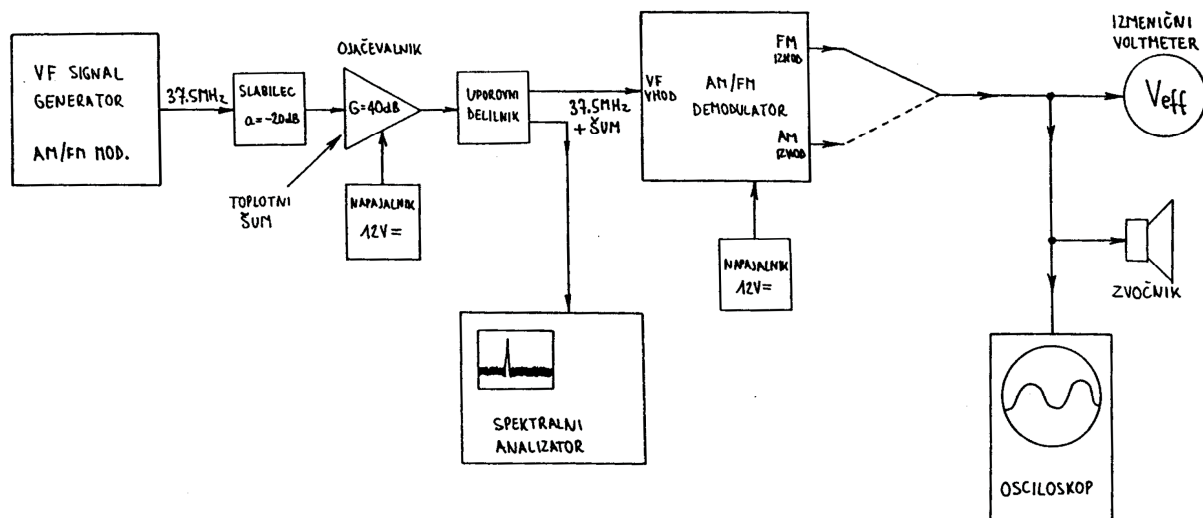 VF SIGNAL
GENERATOR
AM/FM MOD.
37.5MHz
SLABILEC
a=-20dB
OJAČEVALNIK
G=40dB
TOPLOTNI
ŠUM
NAPAJALNIK
12V=
UPOROVNI
DELILNIK
37.5MHz
+ ŠUM
SPEKTRALNI
ANALIZATOR
VF
VHOD
FM
IZHOD
AM/FM
DEMODULATOR
AM
IZHOD
NAPAJALNIK
12V=
IZMENIČNI
VOLTMETER
Veff
ZVOČNIK
OSCILOSKOP